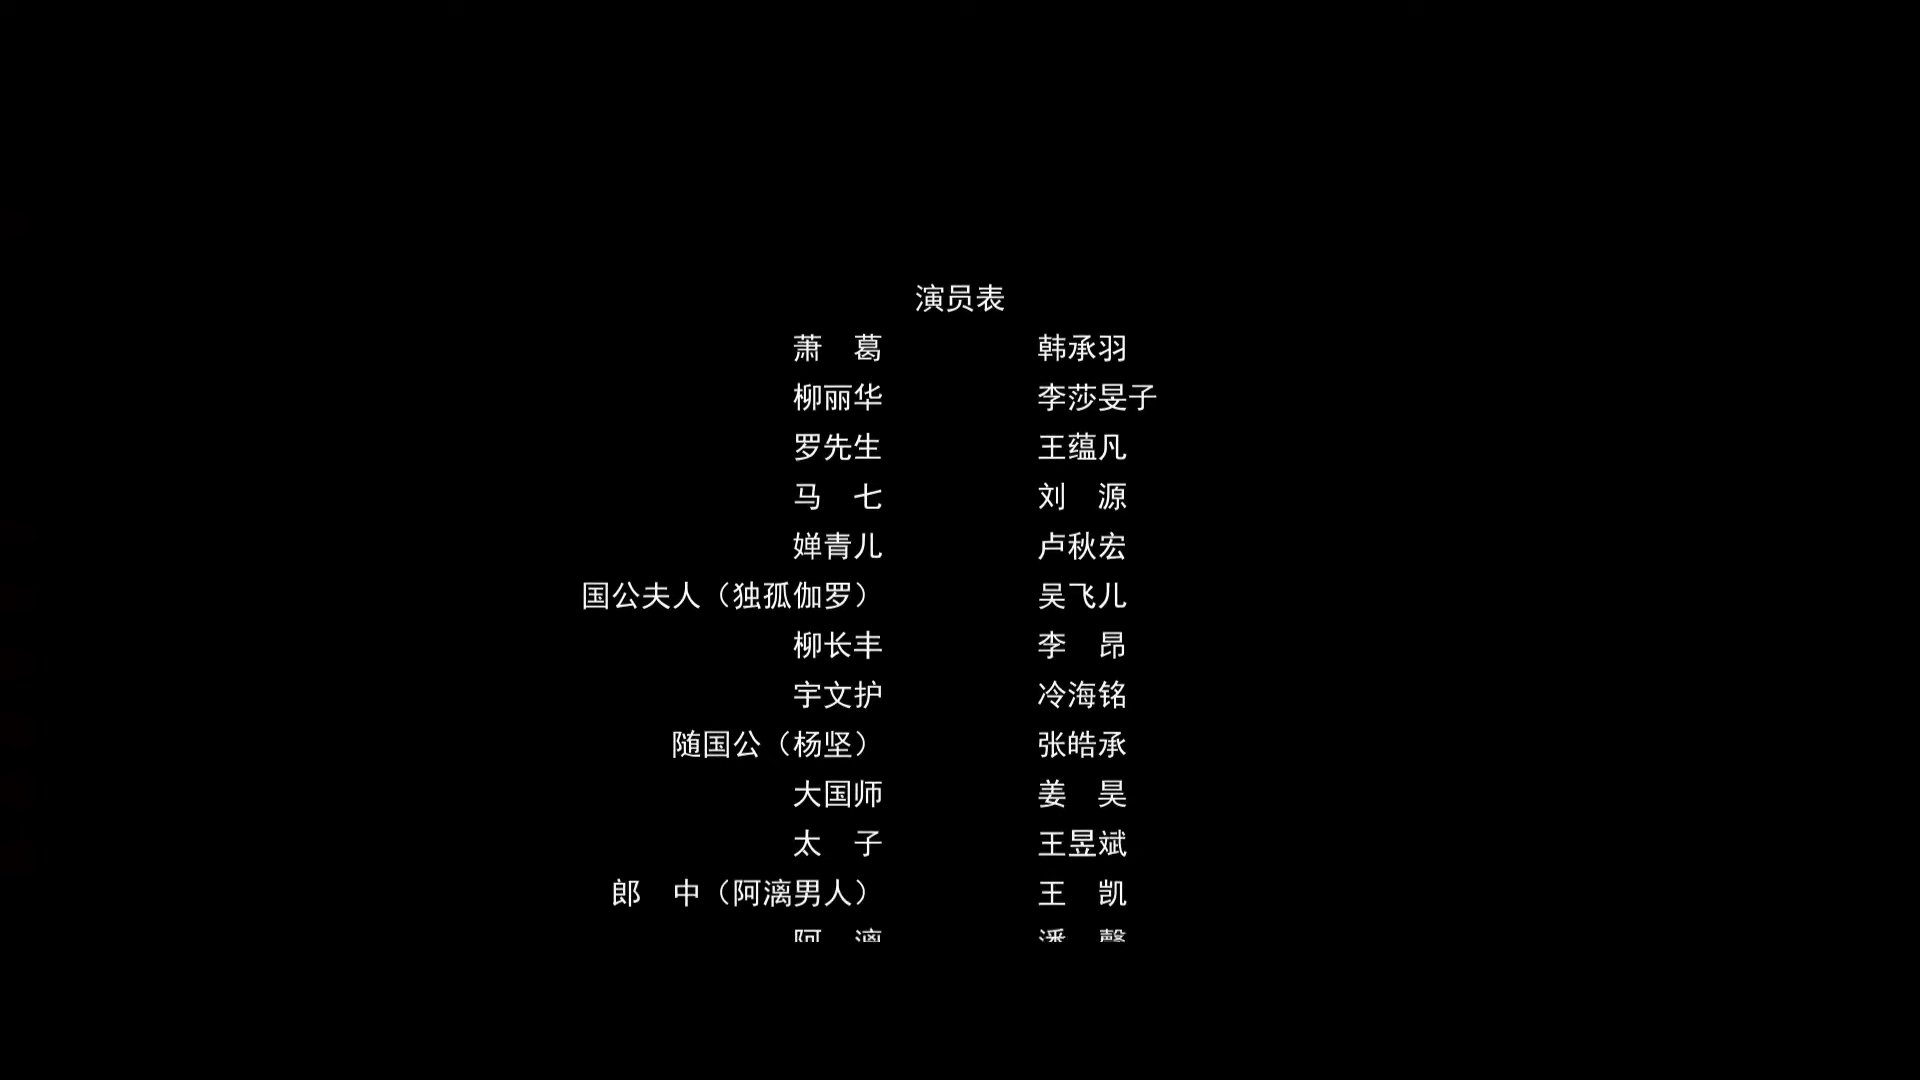 演员表
萧　葛　韩承羽
柳丽华　李莎旻子
罗先生　王蕴凡
马　七　刘　源
婵青儿　卢秋宏
国公夫人（独孤伽罗）　吴飞儿
柳长丰　李　昂
宇文护　冷海铭
随国公（杨坚）　张皓承
大国师　姜　昊
太　子　王昱斌
郎　中（阿漓男人）　王　凯
阿　漓　潘